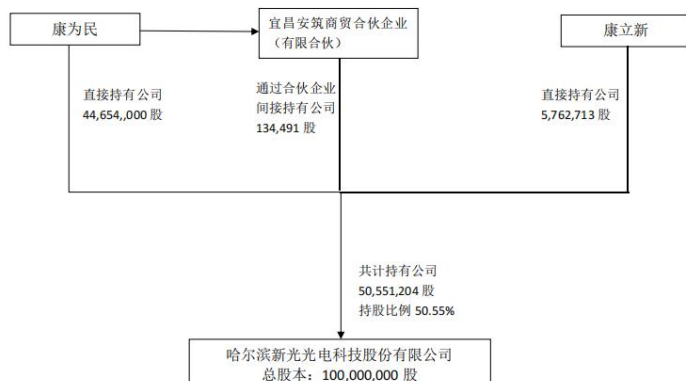 康为民
宜昌安筑商贸合伙企业
（有限合伙）
康立新
直接持有公司
44,654,,000 股
通过合伙企业
间接持有公司
134,491 股
直接持有公司
5,762,713 股
共计持有公司
50,551,204 股
持股比例 50.55%
哈尔滨新光光电科技股份有限公司
总股本：100,000,000 股